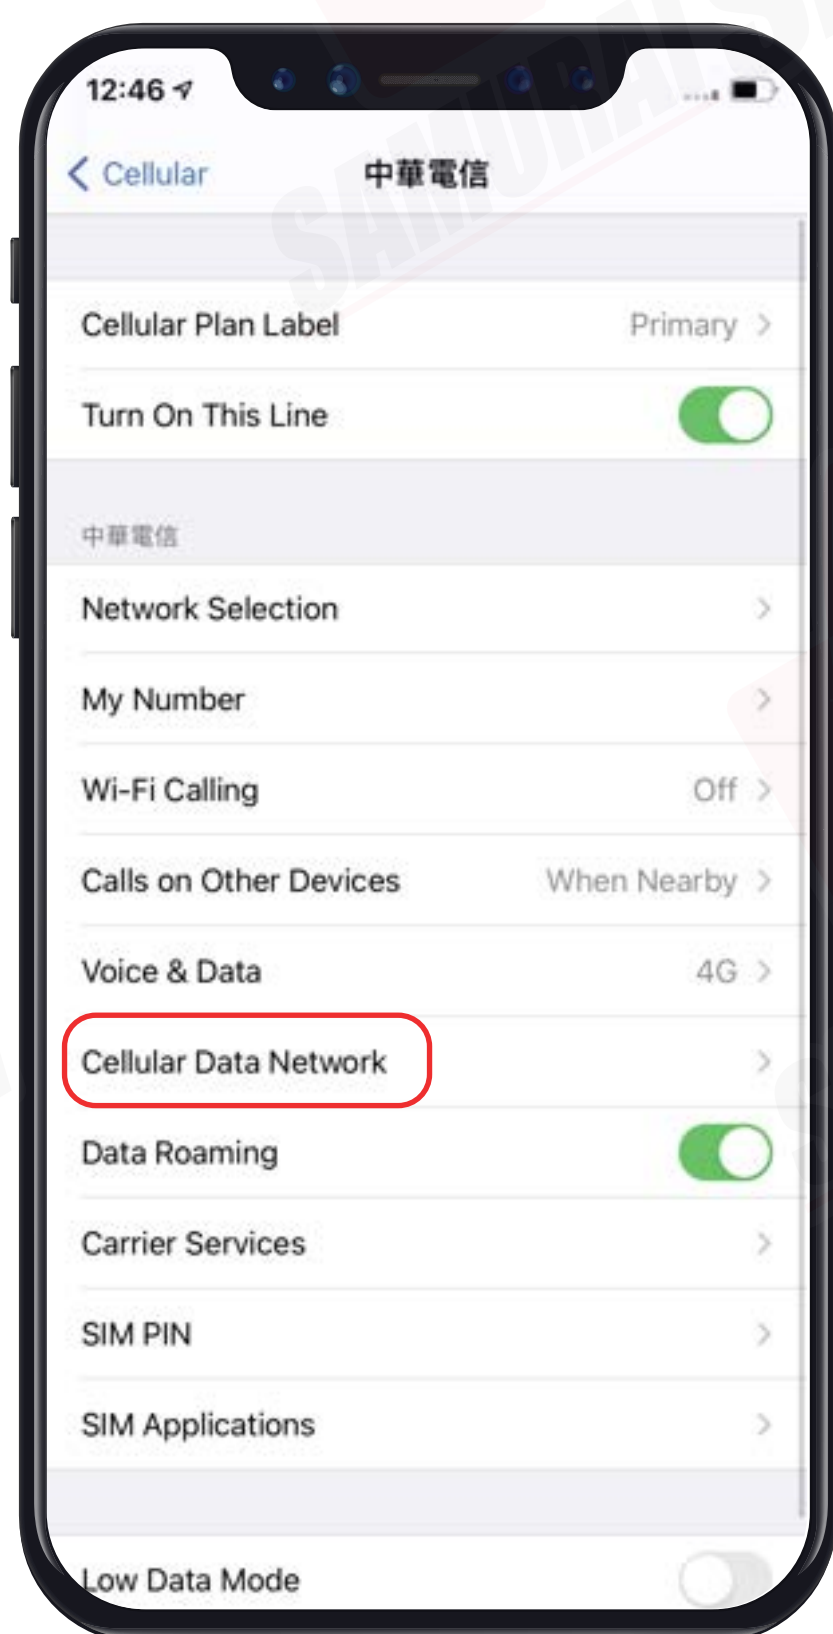 SAMURAI S
12:46
Cellular 中華電信
Cellular Plan Label Primary
Turn On This Line
中華電信
Network Selection
My Number
Wi-Fi Calling Off
Calls on Other Devices When Nearby
Voice & Data 4G
Cellular Data Network
Data Roaming
Carrier Services
SIM PIN
SIM Applications
Low Data Mode